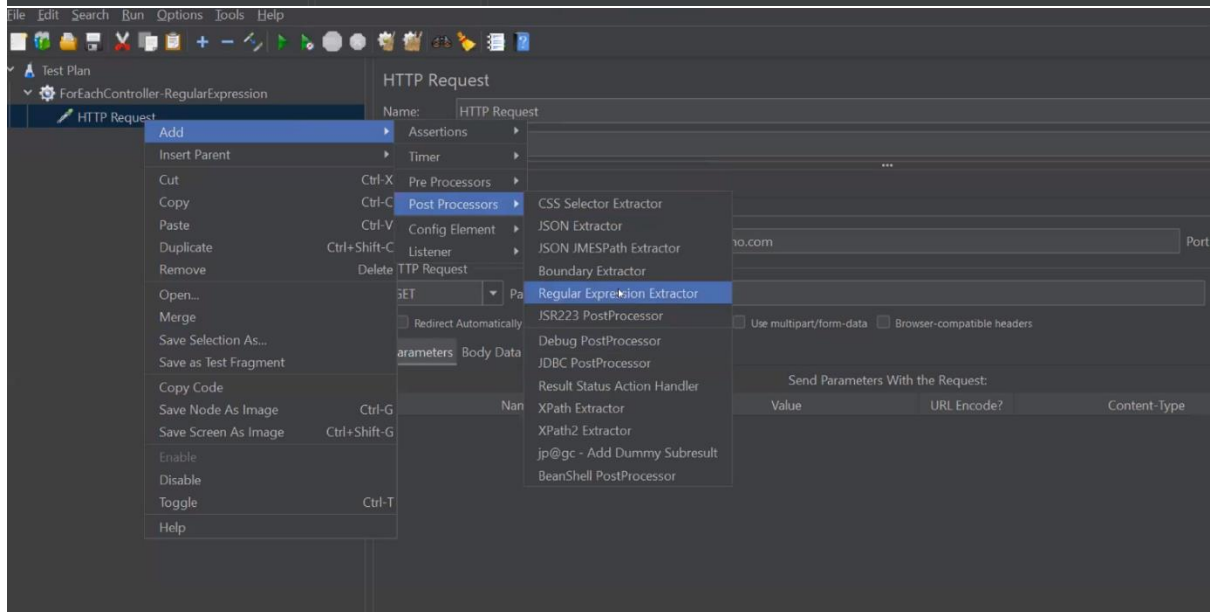 File Edit Search Run Options Tools Help
Test Plan
ForEachController-RegularExpression
HTTP Request
HTTP Request
Name: HTTP Request
Add
Insert Parent
Cut Ctrl-X
Copy Ctrl-C
Paste Ctrl-V
Duplicate Ctrl+Shift-C
Remove Delete
Open...
Merge
Save Selection As...
Save as Test Fragment
Copy Code
Save Node As Image Ctrl-G
Save Screen As Image Ctrl+Shift-G
Enable
Disable
Toggle Ctrl-T
Help
Assertions
Timer
Pre Processors
Post Processors
Config Element
Listener
CSS Selector Extractor
JSON Extractor
JSON JMESPath Extractor
Boundary Extractor
Regular Expression Extractor
JSR223 PostProcessor
Debug PostProcessor
JDBC PostProcessor
Result Status Action Handler
XPath Extractor
XPath2 Extractor
jp@gc - Add Dummy Subresult
BeanShell PostProcessor
no.com Port
TTP Request
GET Pa
Redirect Automatically Use multipart/form-data Browser-compatible headers
arameters Body Data
Send Parameters With the Request:
Nan Value URL Encode? Content-Type